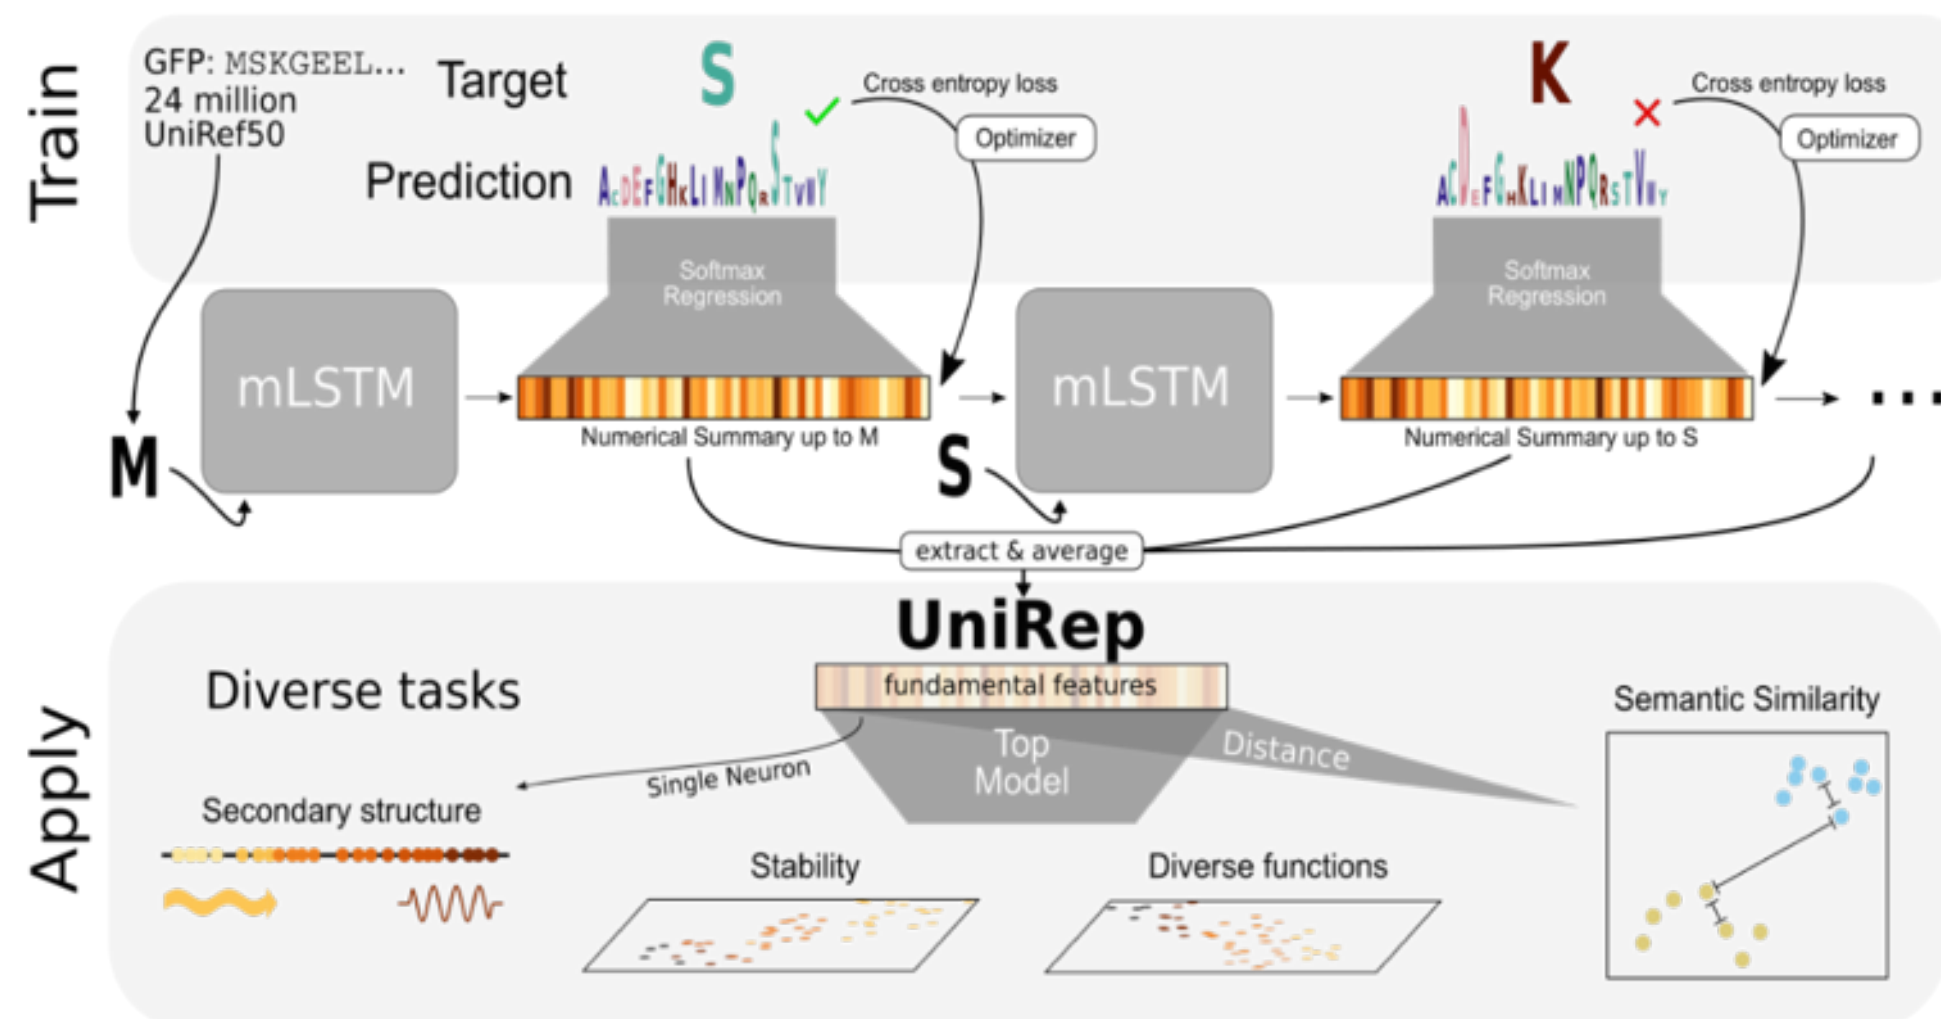 Train
GFP: MSKGEEL...
24 million
UniRef50
Target
S
Cross entropy loss
Optimizer
K
Cross entropy loss
Optimizer
Prediction
ACDEFGHKLIMNPQRSTVWY
ACDEFGHKLIMNPQRSTVWY
Softmax
Regression
Softmax
Regression
mLSTM
mLSTM
...
Numerical Summary up to M
Numerical Summary up to S
M
S
extract & average
Apply
UniRep
fundamental features
Diverse tasks
Top
Model
Distance
Single Neuron
Semantic Similarity
Secondary structure
Stability
Diverse functions